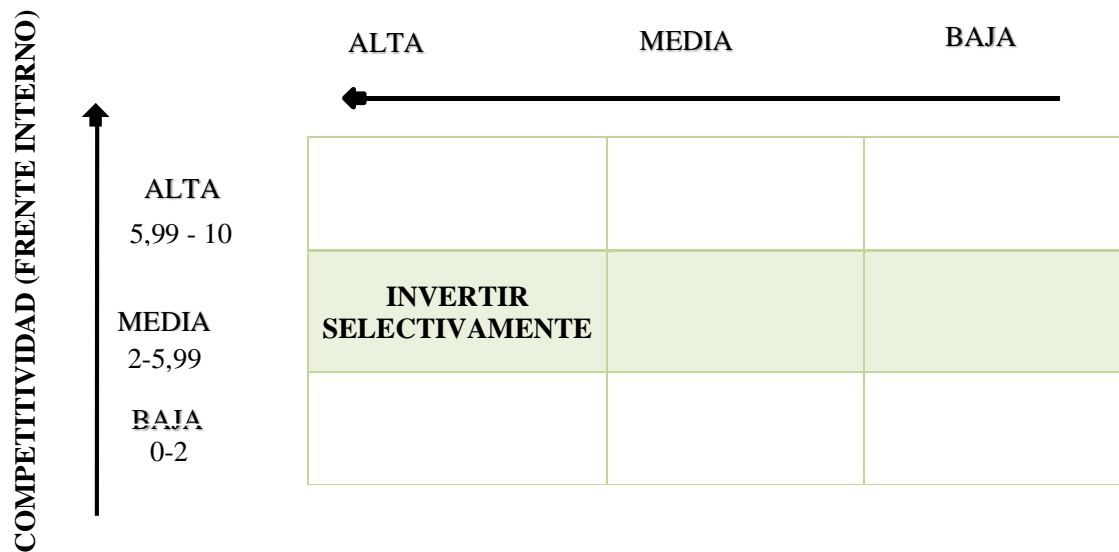 COMPETITIVIDAD (FRENTE INTERNO)
ALTA
MEDIA
BAJA
ALTA
5,99 - 10
INVERTIR
SELECTIVAMENTE
MEDIA
2-5,99
BAJA
0-2